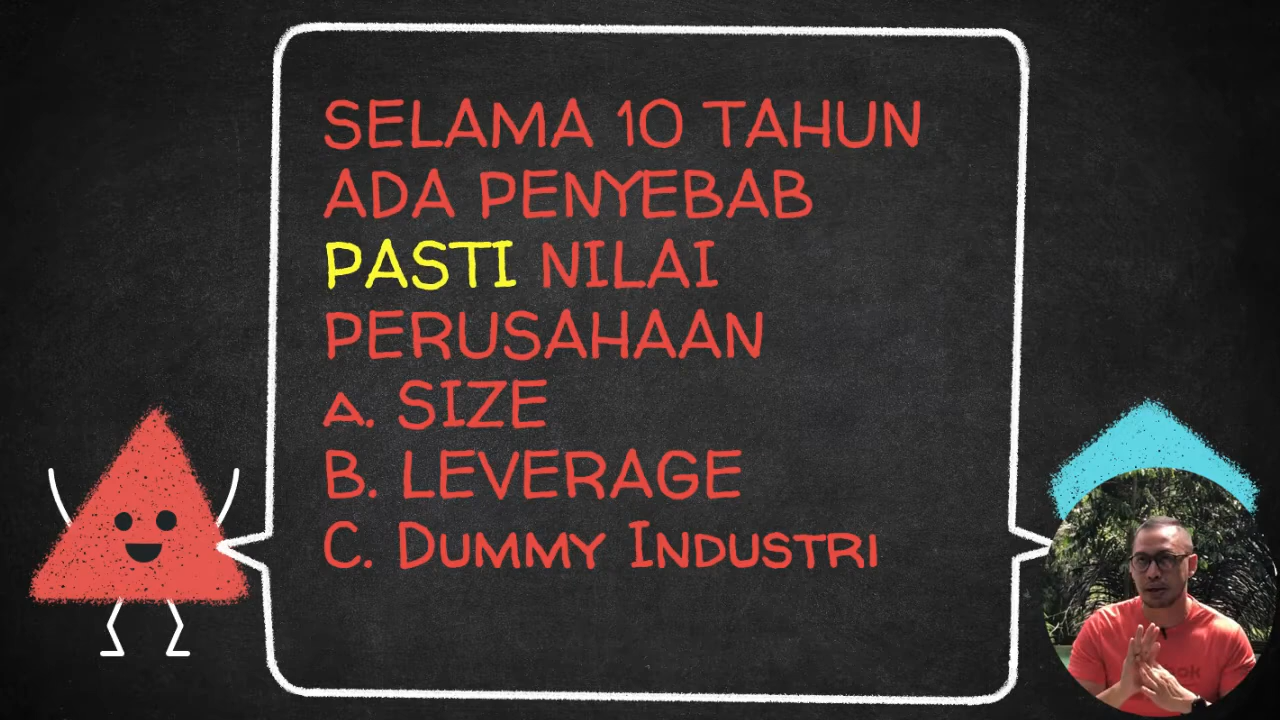 SELAMA 10 TAHUN
ADA PENYEBAB
PASTI NILAI
PERUSAHAAN
A. SIZE
B. LEVERAGE
C. DUMMY INDUSTRI